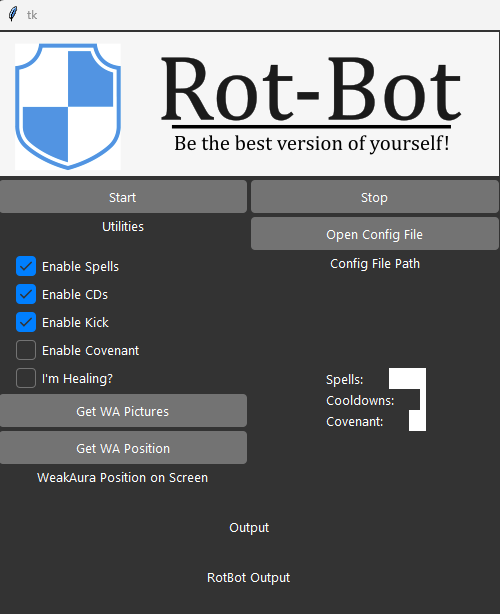 tk
Rot-Bot
Be the best version of yourself!
Start
Stop
Utilities
Open Config File
Config File Path
Enable Spells
Enable CDs
Enable Kick
Enable Covenant
I'm Healing?
Spells:
Cooldowns:
Covenant:
Get WA Pictures
Get WA Position
WeakAura Position on Screen
Output
RotBot Output